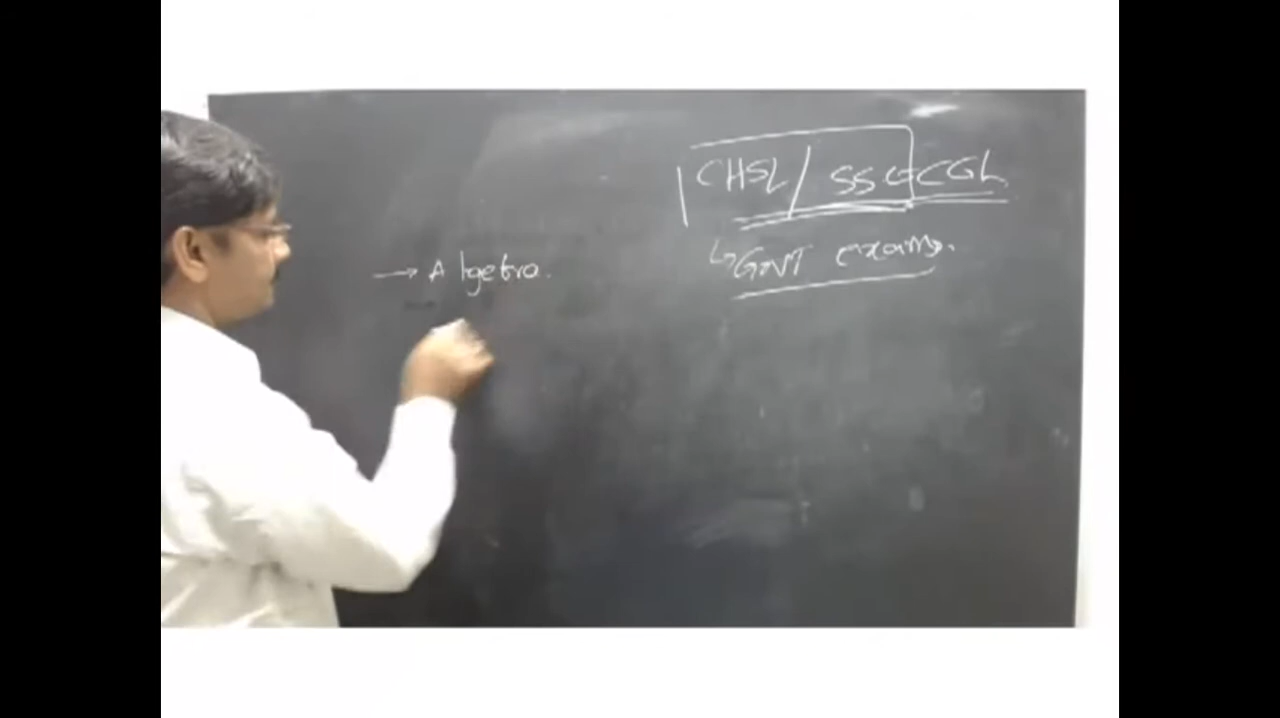 CHSL / SSC CGL
↳ GOVT exams.
→ Algebra.